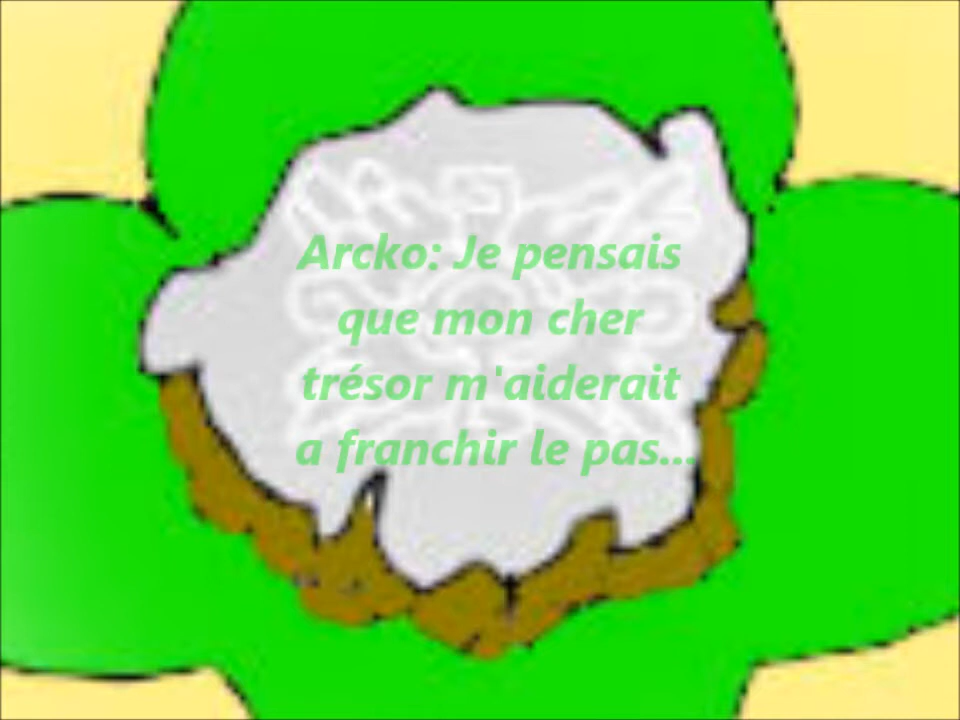 Arcko: Je pensais
que mon cher
trésor m'aiderait
a franchir le pas...